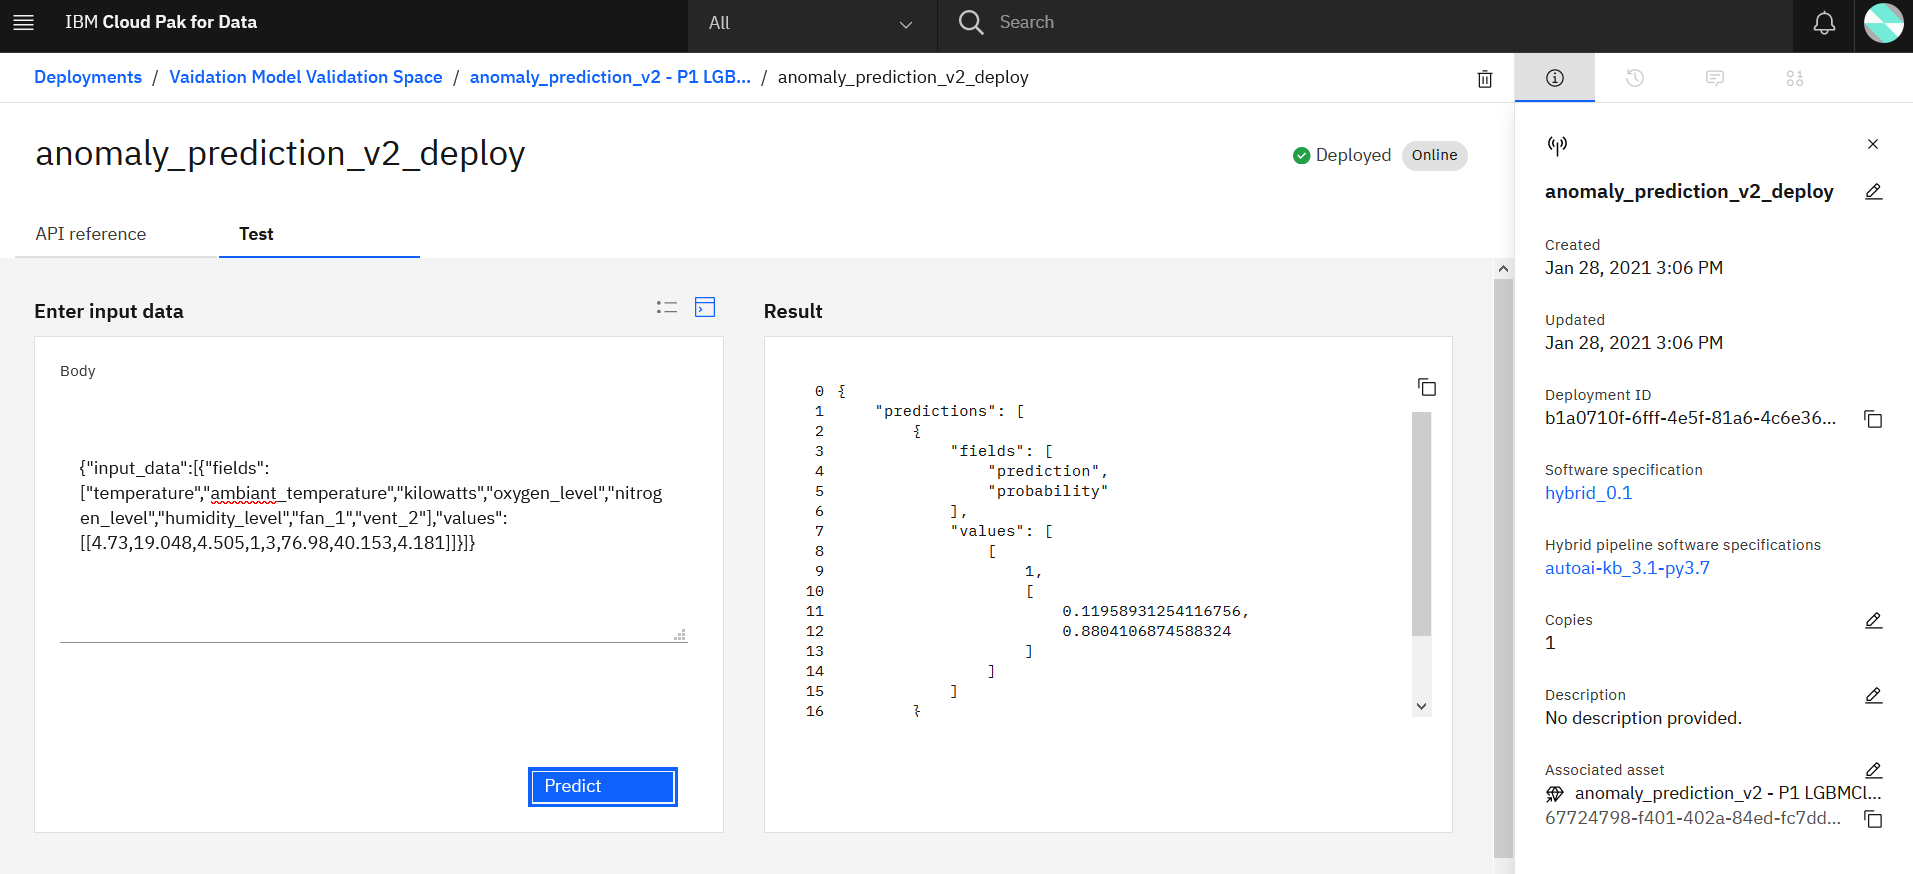 IBM Cloud Pak for Data
All
Search
Deployments / Vaidation Model Validation Space / anomaly_prediction_v2 - P1 LGB... / anomaly_prediction_v2_deploy
anomaly_prediction_v2_deploy
Deployed Online
API reference
Test
Enter input data
Body
{"input_data":[{"fields":
["temperature","ambiant_temperature","kilowatts","oxygen_level","nitrog
en_level","humidity_level","fan_1","vent_2"],"values":
[[4.73,19.048,4.505,1,3,76.98,40.153,4.181]]}]}
Predict
Result
0 {
1 "predictions": [
2 {
3 "fields": [
4 "prediction",
5 "probability"
6 ],
7 "values": [
8 [
9 1,
10 [
11 0.11958931254116756,
12 0.8804106874588324
13 ]
14 ]
15 ]
16 }
anomaly_prediction_v2_deploy
Created
Jan 28, 2021 3:06 PM
Updated
Jan 28, 2021 3:06 PM
Deployment ID
b1a0710f-6fff-4e5f-81a6-4c6e36...
Software specification
hybrid_0.1
Hybrid pipeline software specifications
autoai-kb_3.1-py3.7
Copies
1
Description
No description provided.
Associated asset
anomaly_prediction_v2 - P1 LGBMCl...
67724798-f401-402a-84ed-fc7dd...